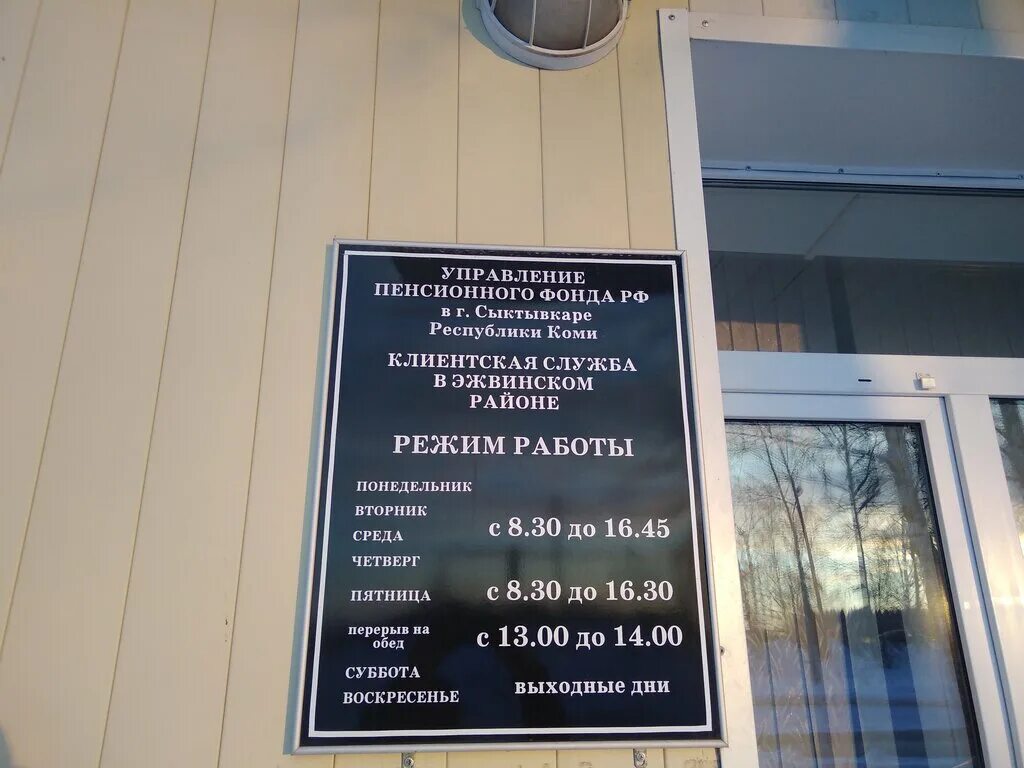 УПРАВЛЕНИЕ
ПЕНСИОННОГО ФОНДА РФ
в г. Сыктывкаре
Республики Коми
КЛИЕНТСКАЯ СЛУЖБА
В ЭЖВИНСКОМ
РАЙОНЕ
РЕЖИМ РАБОТЫ
ПОНЕДЕЛЬНИК
ВТОРНИК
СРЕДА
ЧЕТВЕРГ
с 8.30 до 16.45
ПЯТНИЦА с 8.30 до 16.30
перерыв на
обед
с 13.00 до 14.00
СУББОТА
ВОСКРЕСЕНЬЕ
выходные дни